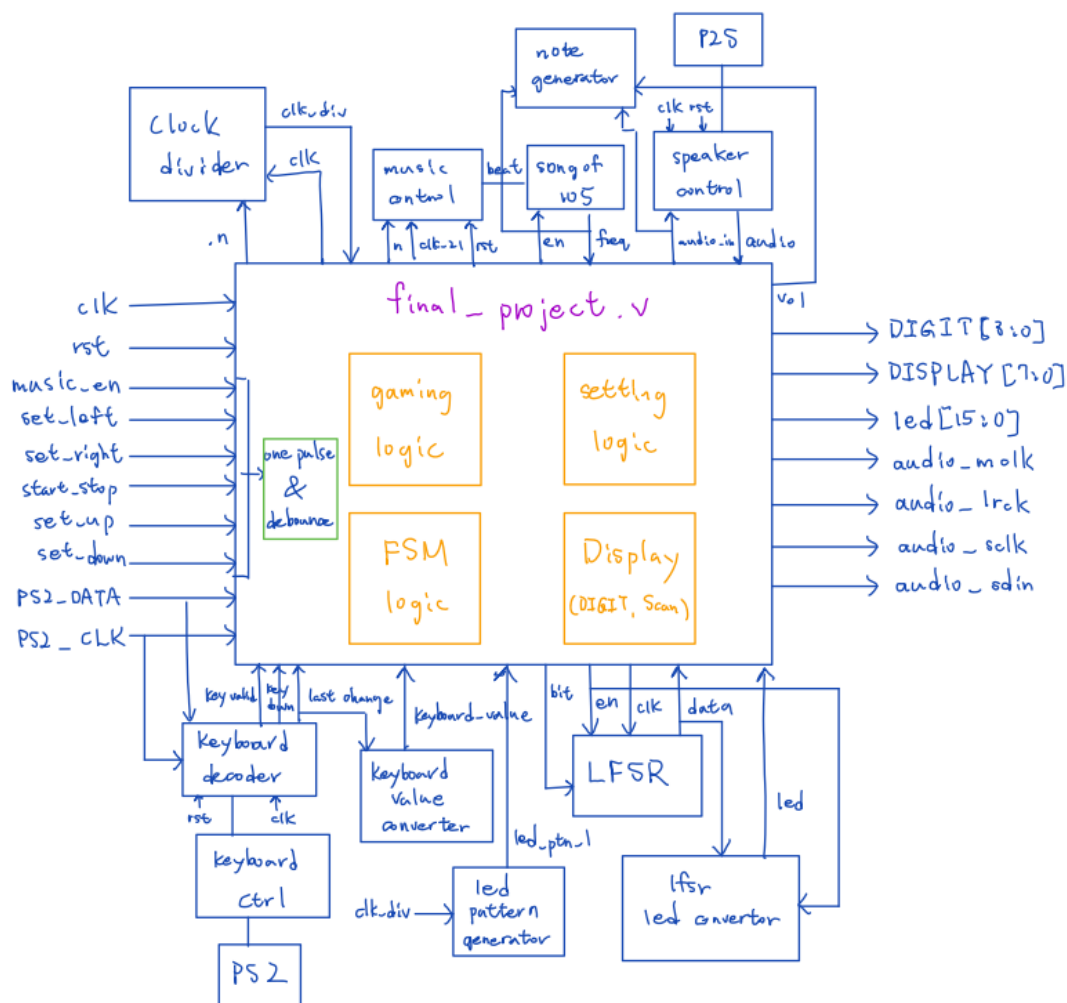 note
generator
P2S
Clock
divider
clk_div
clk
.n
music
control
beat
song of
w5
clk rst
speaker
control
n
clk_21
rst
en
freq
audio_in
audio
vol
final_project.v
clk
rst
music_en
set_left
set_right
start_stop
set_up
set_down
PS2_DATA
PS2_CLK
one pulse
&
debounce
gaming
logic
setting
logic
FSM
logic
Display
(DIGIT, Scan)
DIGIT[3:0]
DISPLAY[7:0]
led[15:0]
audio_mclk
audio_lrck
audio_sclk
audio_sdin
key valid
key
down
last change
keyboard_value
bit
en
clk
data
keyboard
decoder
rst
clk
keyboard
value
converter
LFSR
led
led_ptn_1
keyboard
ctrl
clk_div
led
pattern
generator
lfsr
led convertor
PS2